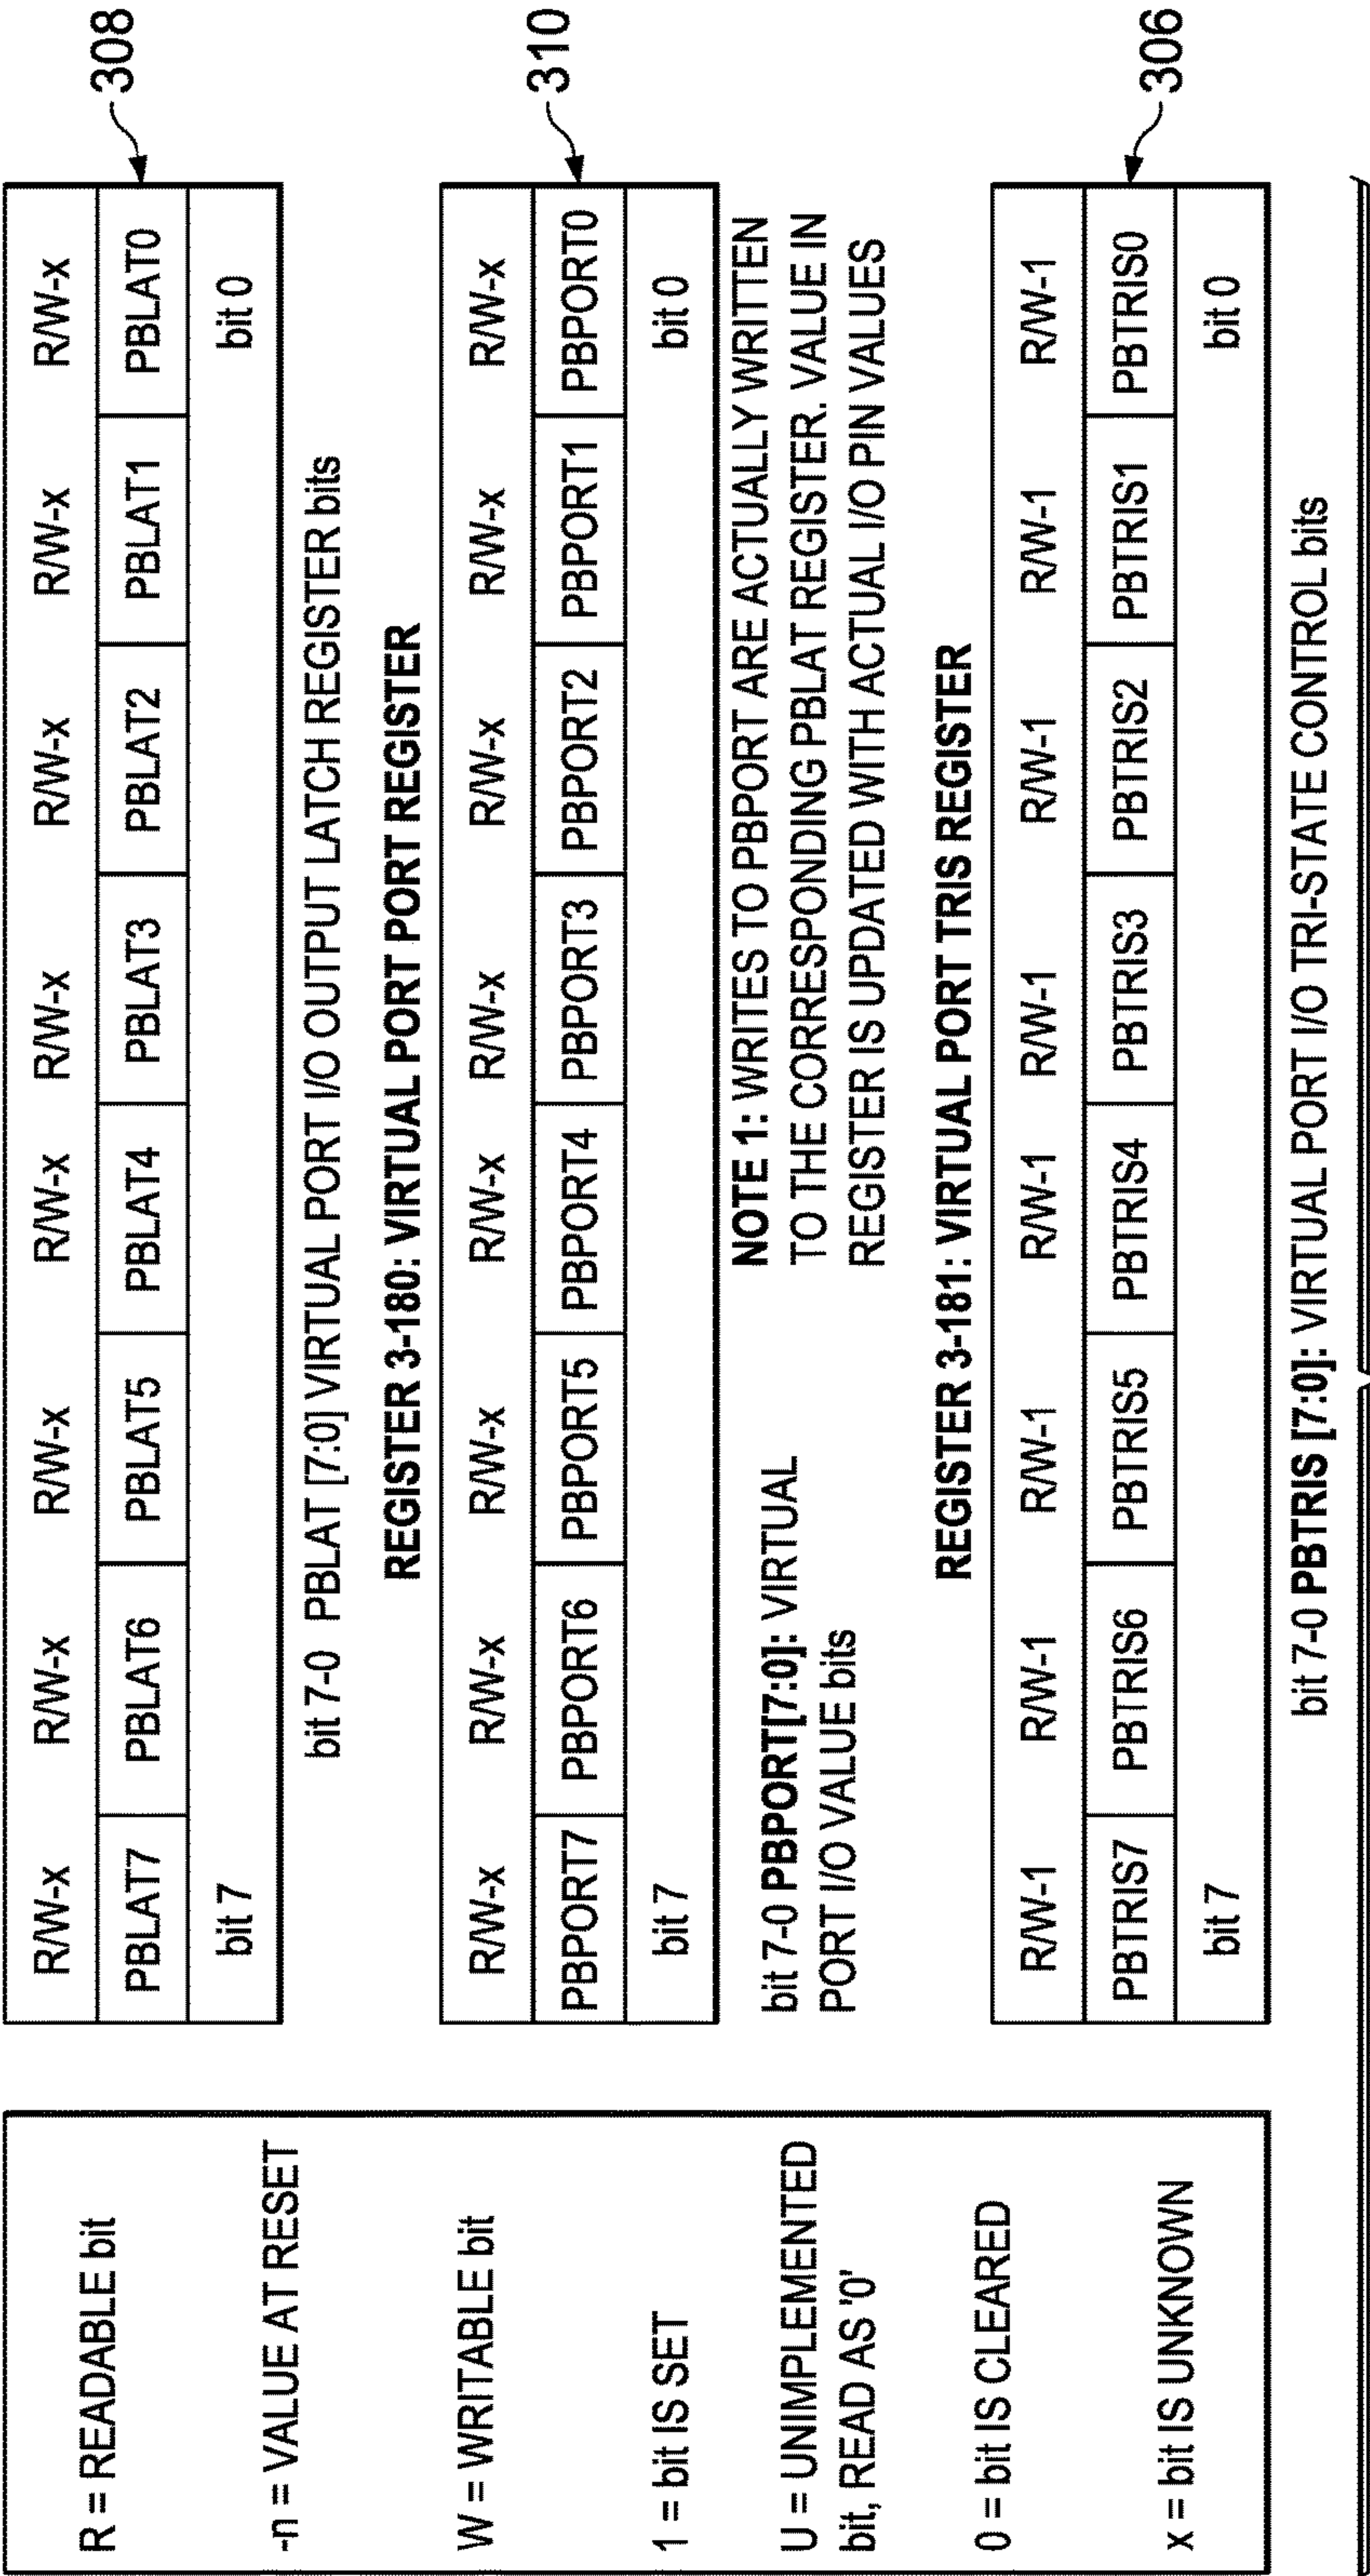 R/W-x R/W-x R/W-x R/W-x R/W-x R/W-x R/W-x R/W-x
PBLAT7 PBLAT6 PBLAT5 PBLAT4 PBLAT3 PBLAT2 PBLAT1 PBLAT0 308
bit 7 bit 0
bit 7-0 PBLAT [7:0] VIRTUAL PORT I/O OUTPUT LATCH REGISTER bits
REGISTER 3-180: VIRTUAL PORT PORT REGISTER
R/W-x R/W-x R/W-x R/W-x R/W-x R/W-x R/W-x R/W-x
PBPORT7 PBPORT6 PBPORT5 PBPORT4 PBPORT3 PBPORT2 PBPORT1 PBPORT0 310
bit 7 bit 0
bit 7-0 PBPORT[7:0]: VIRTUAL
PORT I/O VALUE bits
NOTE 1: WRITES TO PBPORT ARE ACTUALLY WRITTEN
TO THE CORRESPONDING PBLAT REGISTER. VALUE IN
REGISTER IS UPDATED WITH ACTUAL I/O PIN VALUES
REGISTER 3-181: VIRTUAL PORT TRIS REGISTER
R/W-1 R/W-1 R/W-1 R/W-1 R/W-1 R/W-1 R/W-1 R/W-1
PBTRIS7 PBTRIS6 PBTRIS5 PBTRIS4 PBTRIS3 PBTRIS2 PBTRIS1 PBTRIS0 306
bit 7 bit 0
bit 7-0 PBTRIS [7:0]: VIRTUAL PORT I/O TRI-STATE CONTROL bits
R = READABLE bit
-n = VALUE AT RESET
W = WRITABLE bit
1 = bit IS SET
U = UNIMPLEMENTED
bit, READ AS '0'
0 = bit IS CLEARED
x = bit IS UNKNOWN